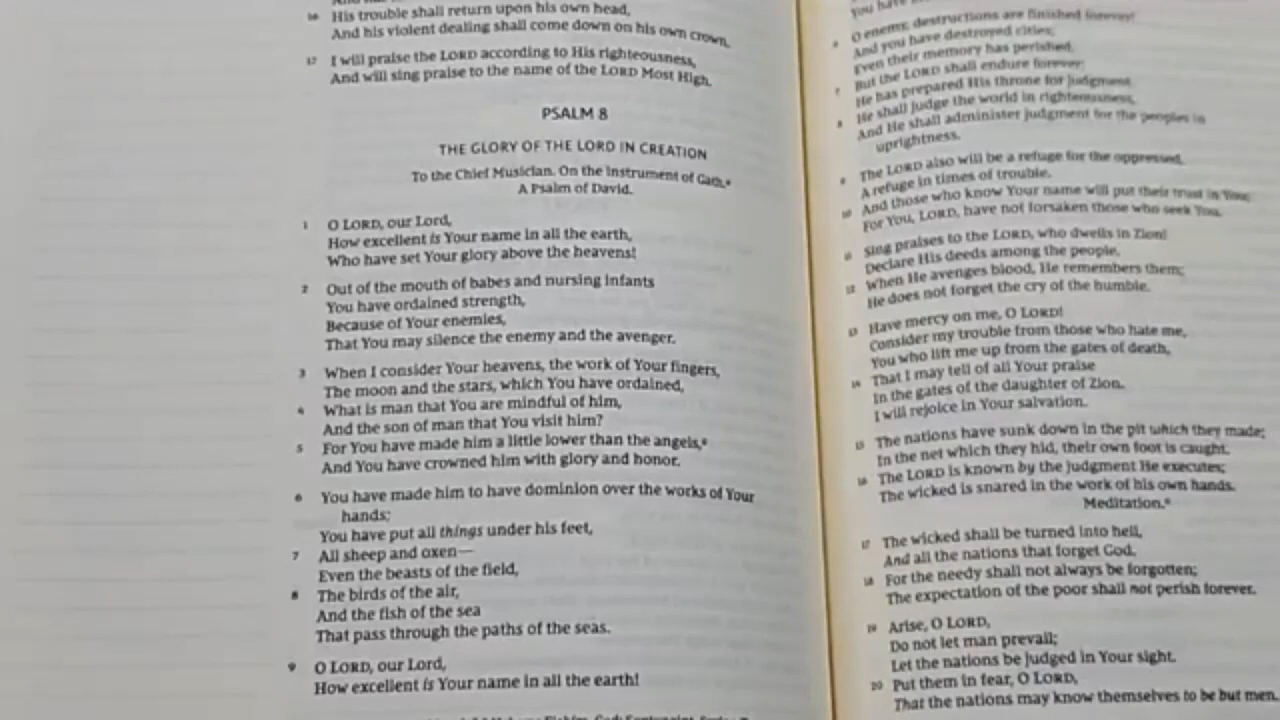 16 His trouble shall return upon his own head,
And his violent dealing shall come down on his own crown.
17 I will praise the LORD according to His righteousness,
And will sing praise to the name of the LORD Most High.
PSALM 8
THE GLORY OF THE LORD IN CREATION
To the Chief Musician. On the instrument of Gath.*
A Psalm of David.
1 O LORD, our Lord,
How excellent is Your name in all the earth,
Who have set Your glory above the heavens!
2 Out of the mouth of babes and nursing infants
You have ordained strength,
Because of Your enemies,
That You may silence the enemy and the avenger.
3 When I consider Your heavens, the work of Your fingers,
The moon and the stars, which You have ordained,
4 What is man that You are mindful of him,
And the son of man that You visit him?
5 For You have made him a little lower than the angels,*
And You have crowned him with glory and honor.
6 You have made him to have dominion over the works of Your
hands;
You have put all things under his feet,
7 All sheep and oxen—
Even the beasts of the field,
8 The birds of the air,
And the fish of the sea
That pass through the paths of the seas.
9 O LORD, our Lord,
How excellent is Your name in all the earth!
You have
6 O enemy, destructions are finished forever!
And you have destroyed cities;
Even their memory has perished.
7 But the LORD shall endure forever;
He has prepared His throne for judgment.
8 He shall judge the world in righteousness,
And He shall administer judgment for the peoples in
uprightness.
9 The LORD also will be a refuge for the oppressed,
A refuge in times of trouble.
10 And those who know Your name will put their trust in You;
For You, LORD, have not forsaken those who seek You.
11 Sing praises to the LORD, who dwells in Zion!
Declare His deeds among the people.
12 When He avenges blood, He remembers them;
He does not forget the cry of the humble.
13 Have mercy on me, O LORD!
Consider my trouble from those who hate me,
You who lift me up from the gates of death,
14 That I may tell of all Your praise
In the gates of the daughter of Zion.
I will rejoice in Your salvation.
15 The nations have sunk down in the pit which they made;
In the net which they hid, their own foot is caught.
16 The LORD is known by the judgment He executes;
The wicked is snared in the work of his own hands.
Meditation.*
17 The wicked shall be turned into hell,
And all the nations that forget God.
18 For the needy shall not always be forgotten;
The expectation of the poor shall not perish forever.
19 Arise, O LORD,
Do not let man prevail;
Let the nations be judged in Your sight.
20 Put them in fear, O LORD,
That the nations may know themselves to be but men.